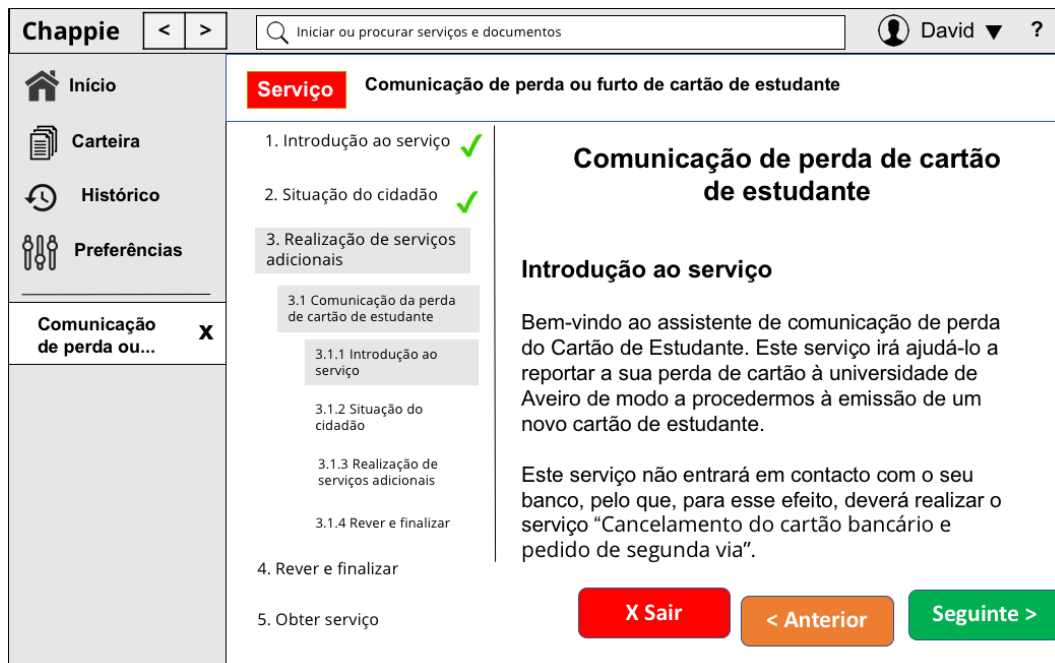 Chappie < >
Iniciar ou procurar serviços e documentos
David ▼ ?
Início
Carteira
Histórico
Preferências
Comunicação
de perda ou...
X
Serviço
Comunicação de perda ou furto de cartão de estudante
1. Introdução ao serviço
2. Situação do cidadão
3. Realização de serviços
adicionais
3.1 Comunicação da perda
de cartão de estudante
3.1.1 Introdução ao
serviço
3.1.2 Situação do
cidadão
3.1.3 Realização de
serviços adicionais
3.1.4 Rever e finalizar
4. Rever e finalizar
5. Obter serviço
Comunicação de perda de cartão
de estudante
Introdução ao serviço
Bem-vindo ao assistente de comunicação de perda
do Cartão de Estudante. Este serviço irá ajudá-lo a
reportar a sua perda de cartão à universidade de
Aveiro de modo a procedermos à emissão de um
novo cartão de estudante.
Este serviço não entrará em contacto com o seu
banco, pelo que, para esse efeito, deverá realizar o
serviço “Cancelamento do cartão bancário e
pedido de segunda via”.
X Sair
< Anterior
Seguinte >